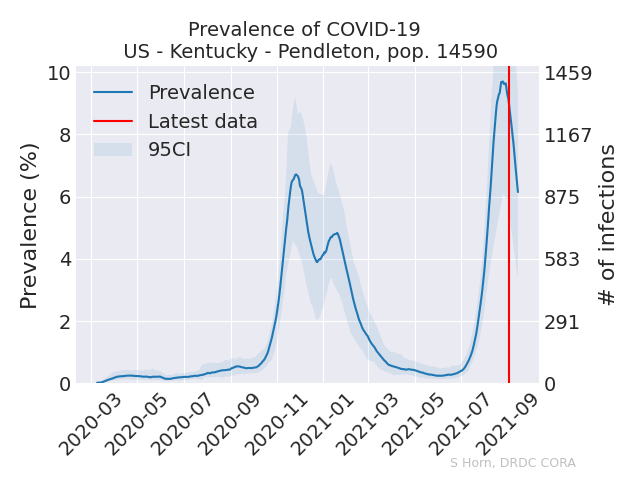 Prevalence of COVID-19
US - Kentucky - Pendleton, pop. 14590
Prevalence (%)
10
8
6
4
2
0
Prevalence
Latest data
95CI
1459
1167
875
583
291
0
# of infections
2020-03
2020-05
2020-07
2020-09
2020-11
2021-01
2021-03
2021-05
2021-07
2021-09
S Horn, DRDC CORA